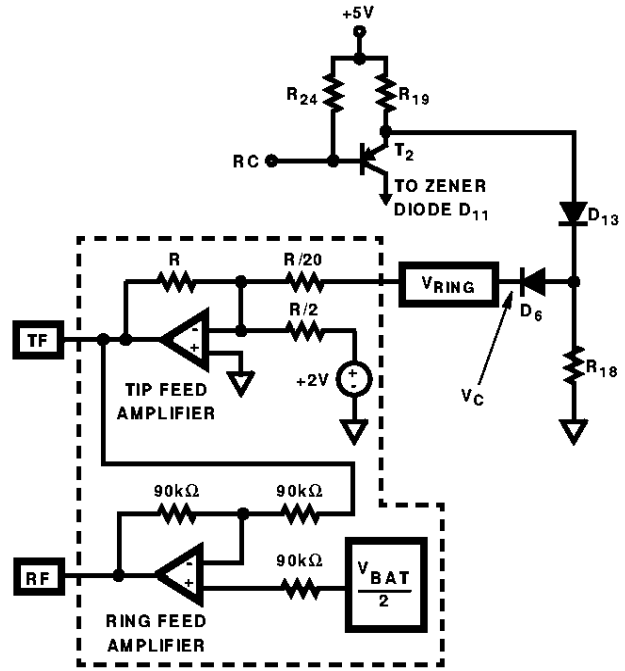 +5V
R24
R19
RC
T2
TO ZENER
DIODE D11
D13
R
R/20
VRING
D6
R/2
TF
-
+
+2V
+
-
TIP FEED
AMPLIFIER
VC
R18
90kΩ
90kΩ
90kΩ
RF
-
+
VBAT
2
RING FEED
AMPLIFIER